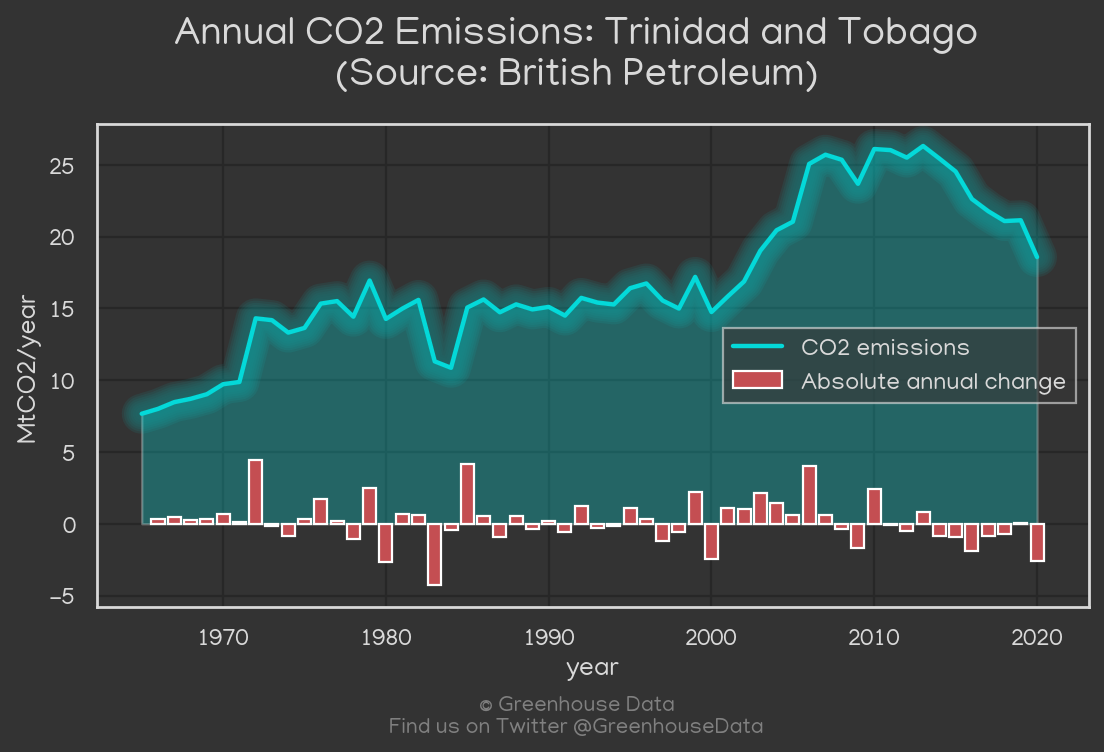 Annual CO2 Emissions: Trinidad and Tobago
(Source: British Petroleum)
MtCO2/year
25
20
15
10
5
0
−5
CO2 emissions
Absolute annual change
1970
1980
1990
2000
2010
2020
year
© Greenhouse Data
Find us on Twitter @GreenhouseData